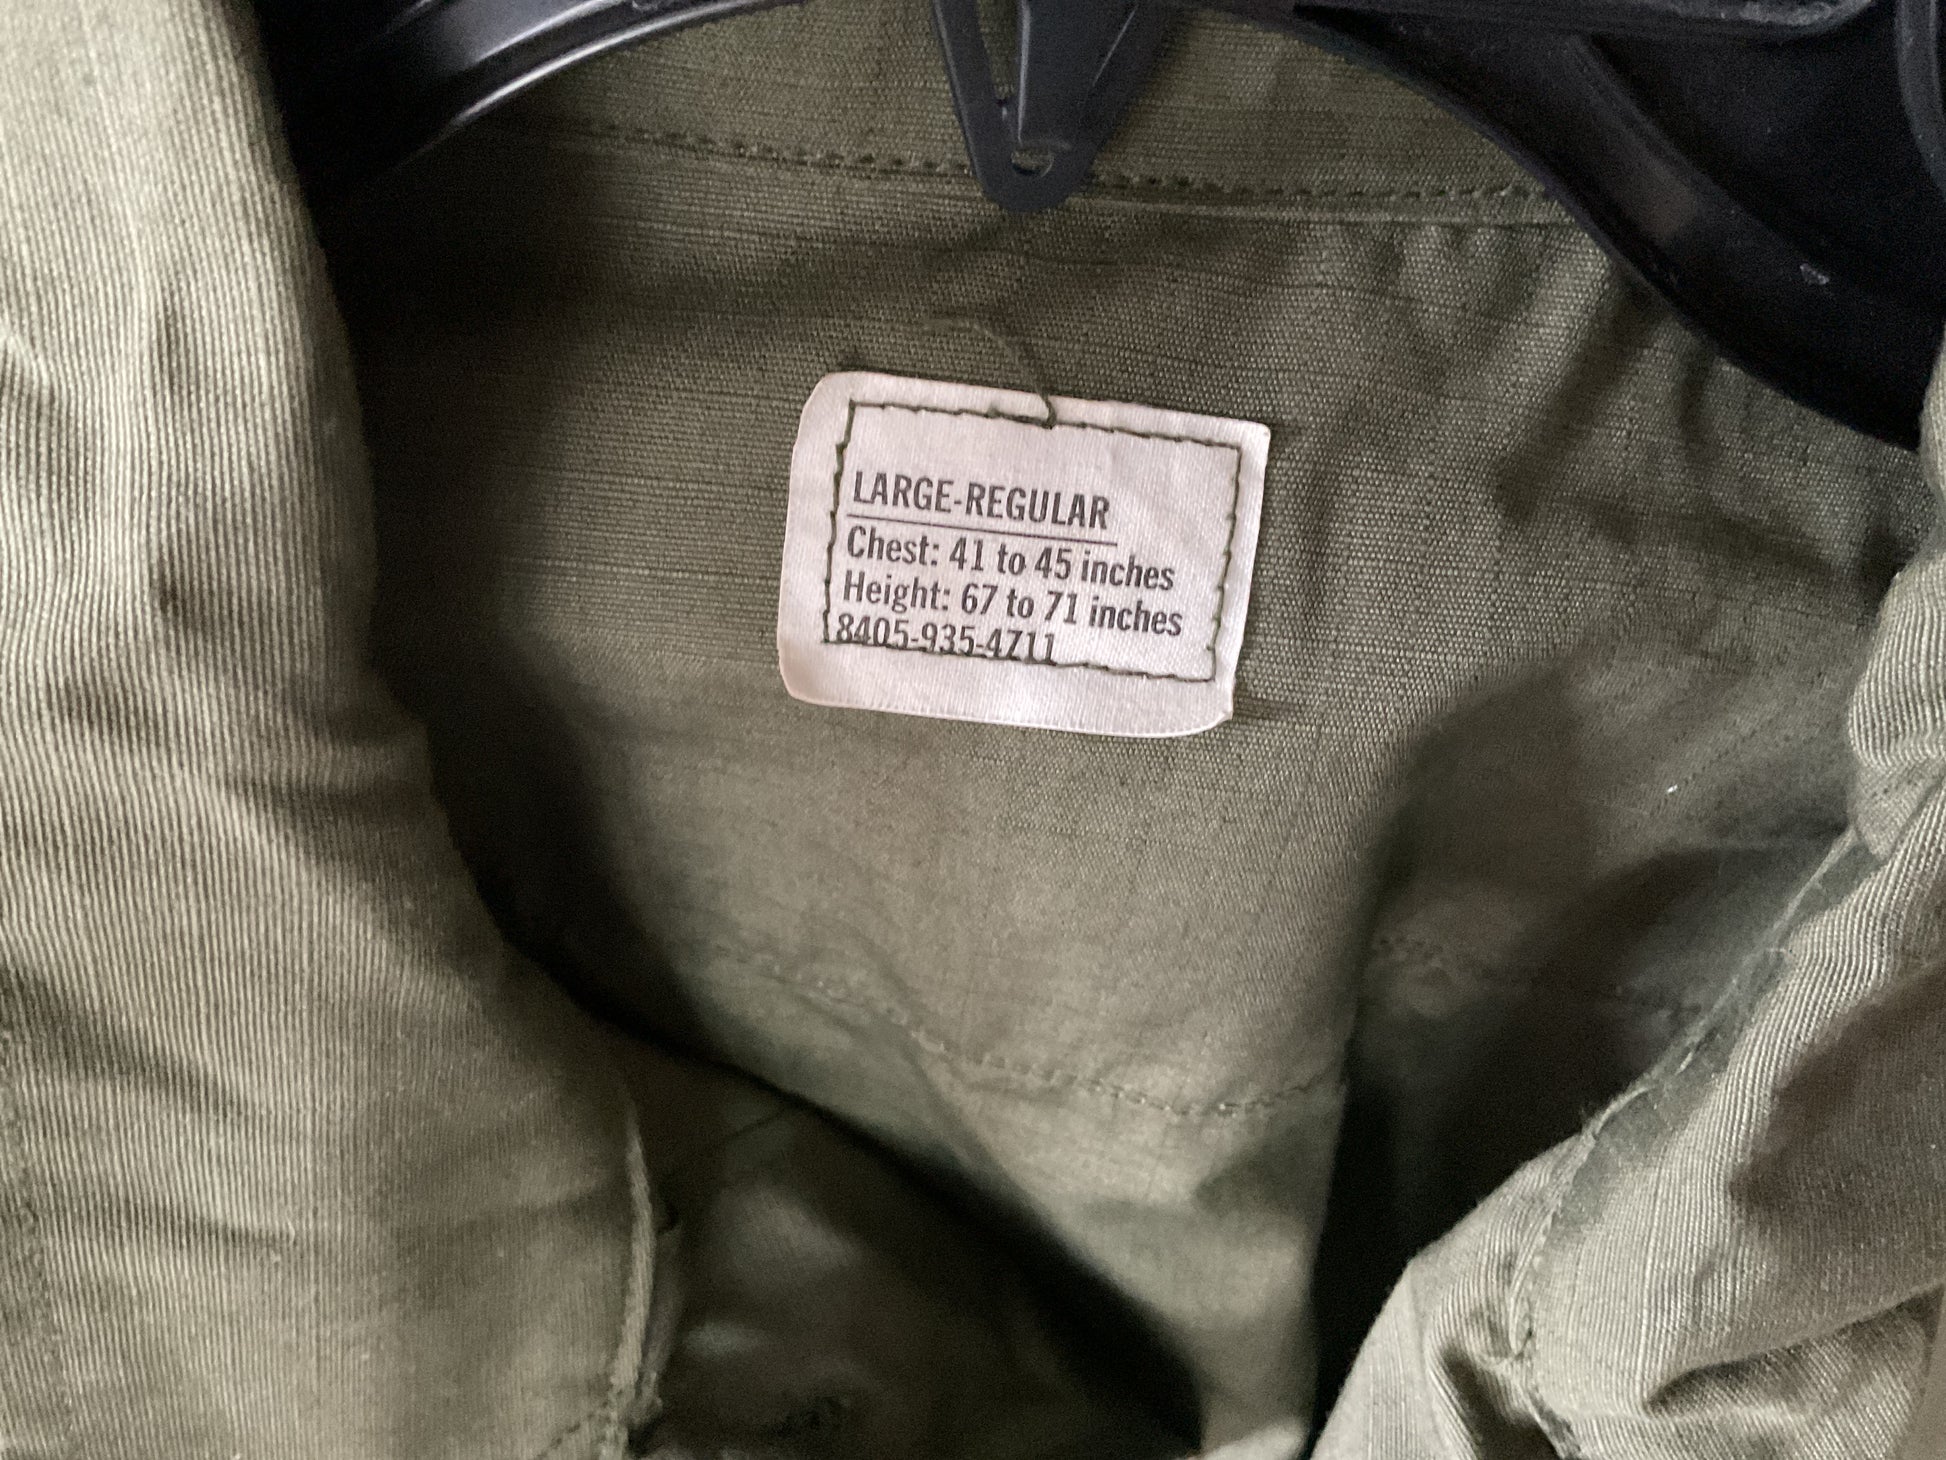 LARGE-REGULAR
Chest: 41 to 45 inches
Height: 67 to 71 inches
8405-935-4711